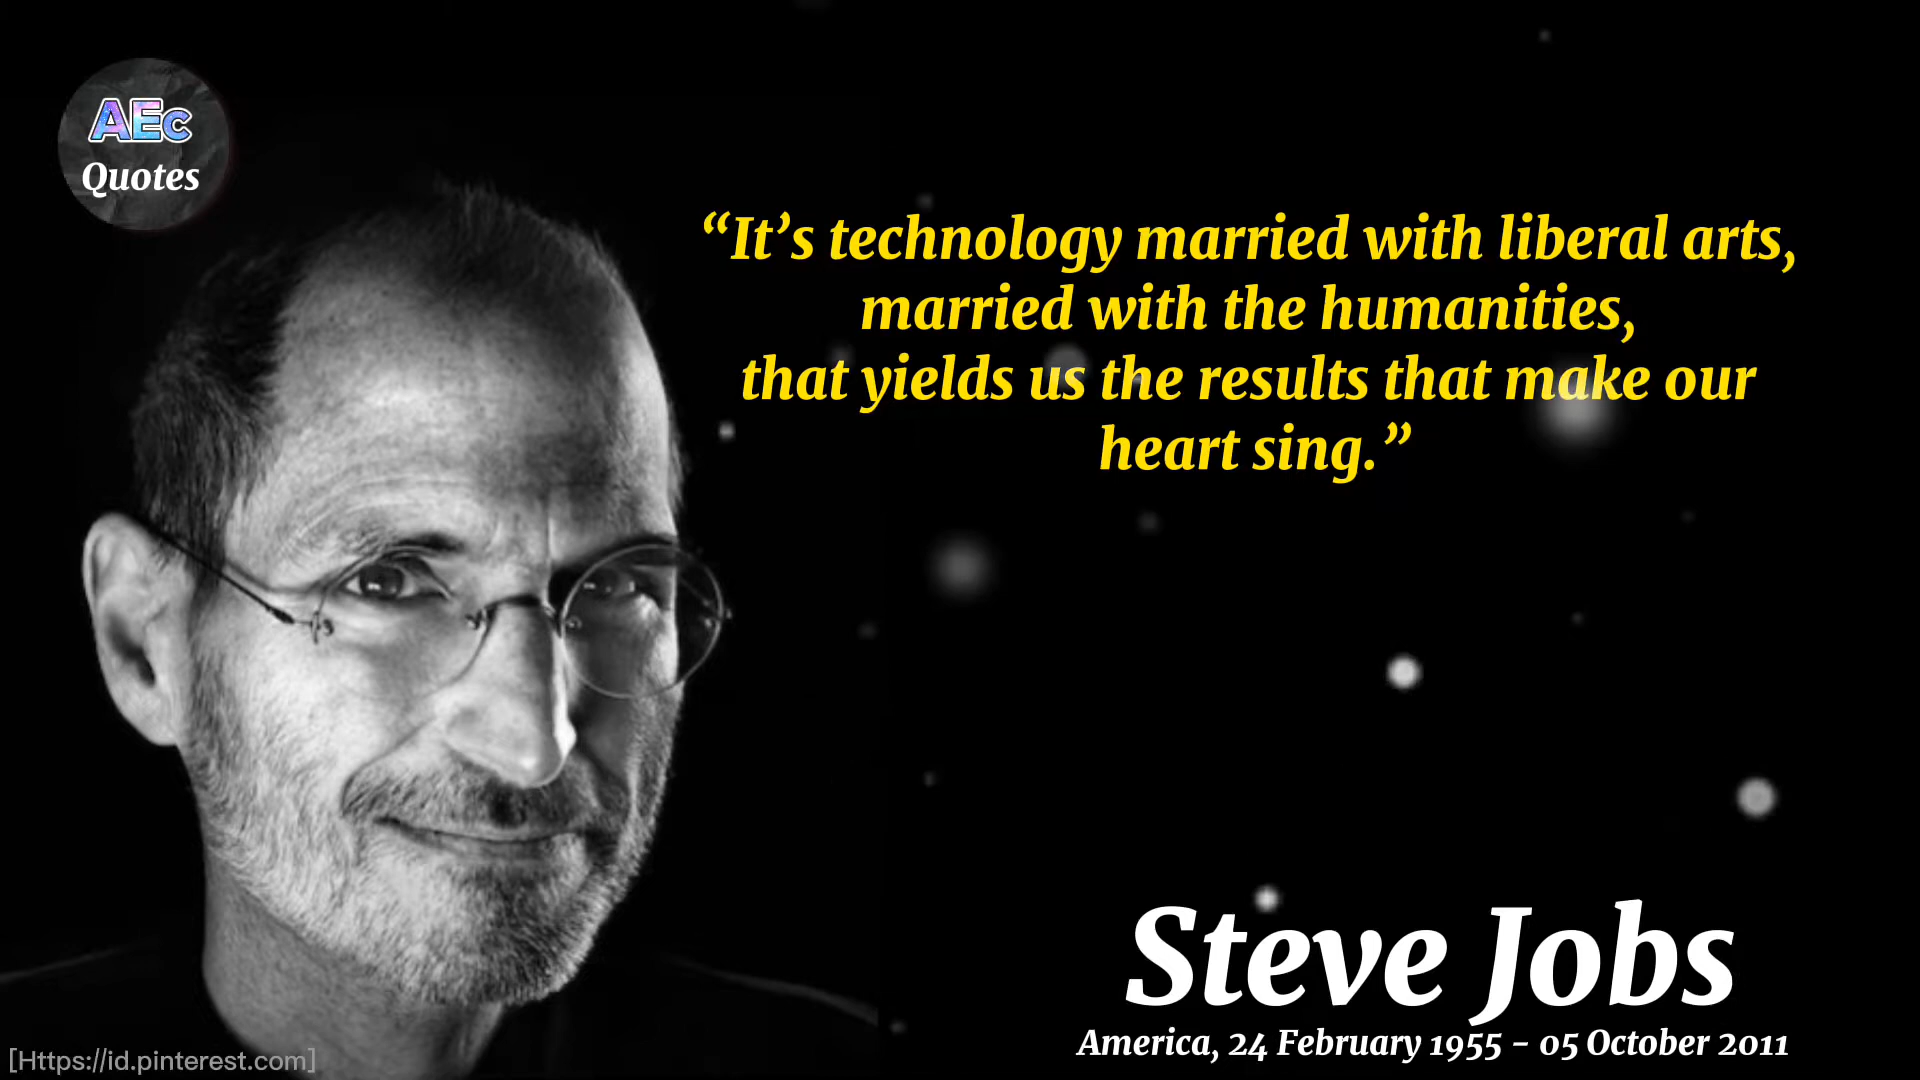 AEc
Quotes
“It’s technology married with liberal arts,
married with the humanities,
that yields us the results that make our
heart sing.”
Steve Jobs
America, 24 February 1955 - 05 October 2011
[Https://id.pinterest.com]